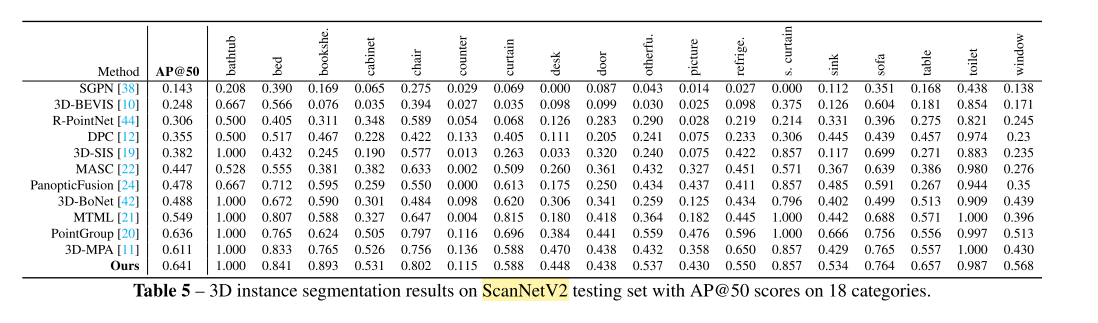 Method AP@50 bathtub bed bookshe. cabinet chair counter curtain desk door otherfu. picture refrige. s. curtain sink sofa table toilet window
SGPN [38] 0.143 0.208 0.390 0.169 0.065 0.275 0.029 0.069 0.000 0.087 0.043 0.014 0.027 0.000 0.112 0.351 0.168 0.438 0.138
3D-BEVIS [10] 0.248 0.667 0.566 0.076 0.035 0.394 0.027 0.035 0.098 0.099 0.030 0.025 0.098 0.375 0.126 0.604 0.181 0.854 0.171
R-PointNet [44] 0.306 0.500 0.405 0.311 0.348 0.589 0.054 0.068 0.126 0.283 0.290 0.028 0.219 0.214 0.331 0.396 0.275 0.821 0.245
DPC [12] 0.355 0.500 0.517 0.467 0.228 0.422 0.133 0.405 0.111 0.205 0.241 0.075 0.233 0.306 0.445 0.439 0.457 0.974 0.23
3D-SIS [19] 0.382 1.000 0.432 0.245 0.190 0.577 0.013 0.263 0.033 0.320 0.240 0.075 0.422 0.857 0.117 0.699 0.271 0.883 0.235
MASC [22] 0.447 0.528 0.555 0.381 0.382 0.633 0.002 0.509 0.260 0.361 0.432 0.327 0.451 0.571 0.367 0.639 0.386 0.980 0.276
PanopticFusion [24] 0.478 0.667 0.712 0.595 0.259 0.550 0.000 0.613 0.175 0.250 0.434 0.437 0.411 0.857 0.485 0.591 0.267 0.944 0.35
3D-BoNet [42] 0.488 1.000 0.672 0.590 0.301 0.484 0.098 0.620 0.306 0.341 0.259 0.125 0.434 0.796 0.402 0.499 0.513 0.909 0.439
MTML [21] 0.549 1.000 0.807 0.588 0.327 0.647 0.004 0.815 0.180 0.418 0.364 0.182 0.445 1.000 0.442 0.688 0.571 1.000 0.396
PointGroup [20] 0.636 1.000 0.765 0.624 0.505 0.797 0.116 0.696 0.384 0.441 0.559 0.476 0.596 1.000 0.666 0.756 0.556 0.997 0.513
3D-MPA [11] 0.611 1.000 0.833 0.765 0.526 0.756 0.136 0.588 0.470 0.438 0.432 0.358 0.650 0.857 0.429 0.765 0.557 1.000 0.430
Ours 0.641 1.000 0.841 0.893 0.531 0.802 0.115 0.588 0.448 0.438 0.537 0.430 0.550 0.857 0.534 0.764 0.657 0.987 0.568
Table 5 – 3D instance segmentation results on ScanNetV2 testing set with AP@50 scores on 18 categories.